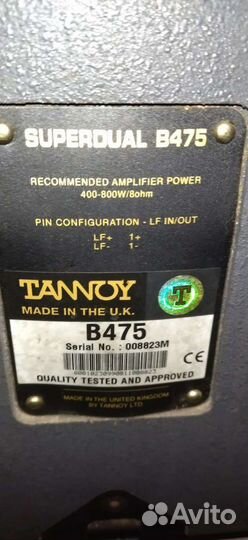 SUPERDUAL B475
RECOMMENDED AMPLIFIER POWER
400-800W/8ohm
PIN CONFIGURATION - LF IN/OUT
LF+ 1+
LF- 1-
TANNOY
T
MADE IN THE U.K.
B475
Serial No. : 008823M
CE
QUALITY TESTED AND APPROVED
MADE IN THE UNITED KINGDOM
BY TANNOY LTD
Avito